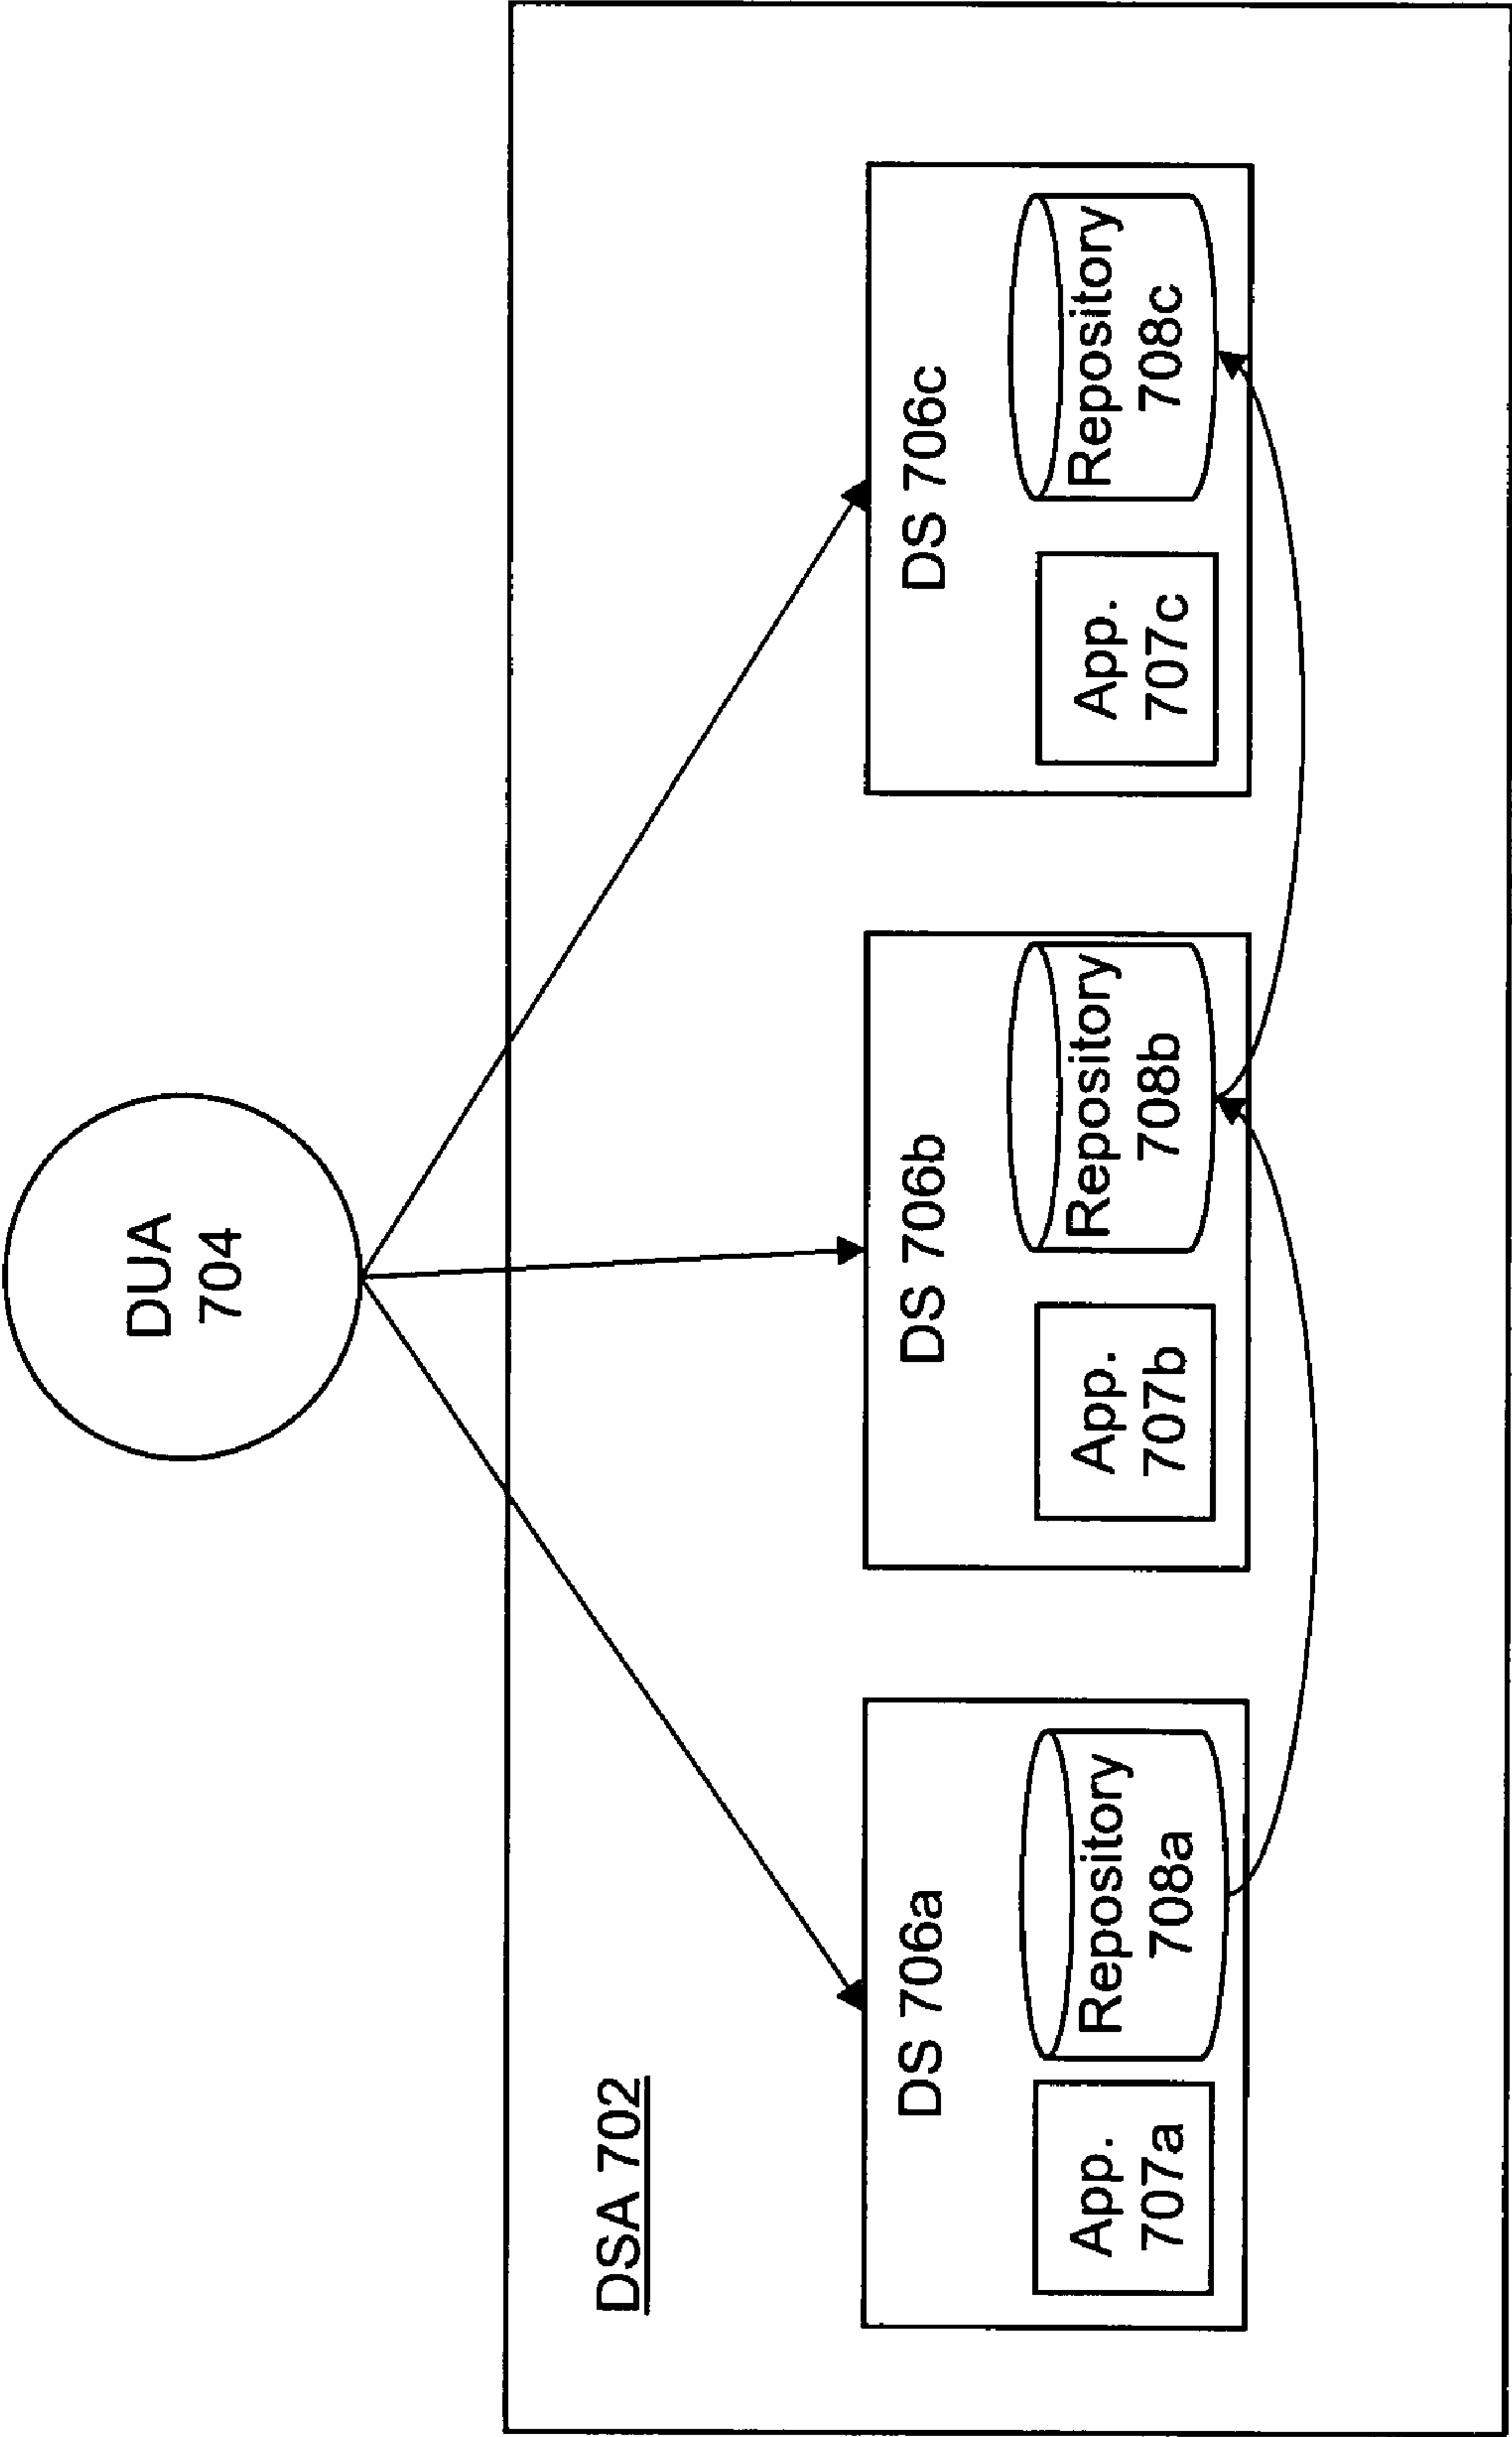 DUA
704
DSA 702
DS 706a
App.
707a
Repository
708a
DS 706b
App.
707b
Repository
708b
DS 706c
App.
707c
Repository
708c